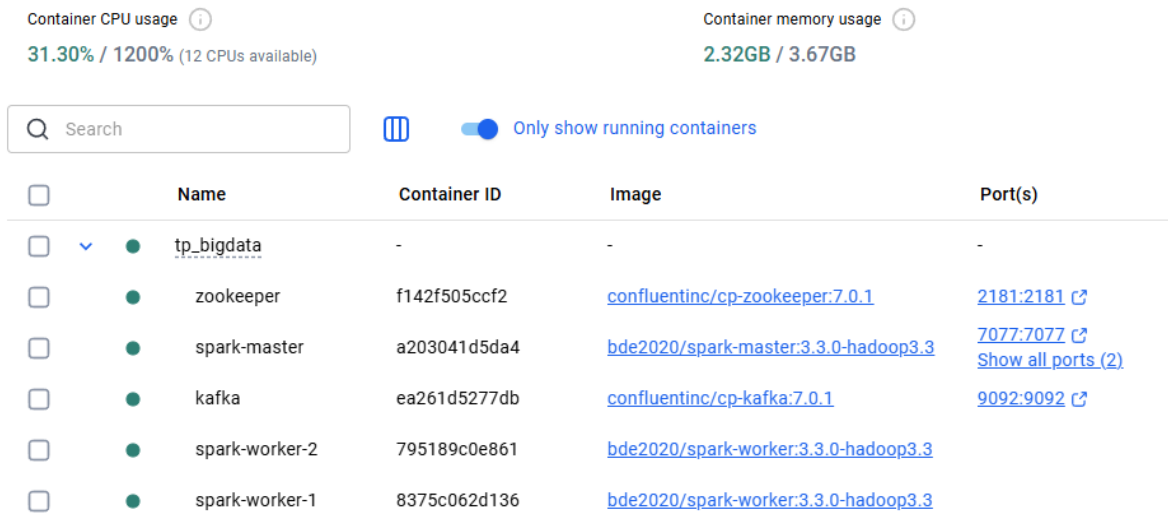 Container CPU usage
Container memory usage
31.30% / 1200% (12 CPUs available)
2.32GB / 3.67GB
Search
Only show running containers
Name Container ID Image Port(s)
tp_bigdata - - -
zookeeper f142f505ccf2 confluentinc/cp-zookeeper:7.0.1 2181:2181
spark-master a203041d5da4 bde2020/spark-master:3.3.0-hadoop3.3 7077:7077
Show all ports (2)
kafka ea261d5277db confluentinc/cp-kafka:7.0.1 9092:9092
spark-worker-2 795189c0e861 bde2020/spark-worker:3.3.0-hadoop3.3
spark-worker-1 8375c062d136 bde2020/spark-worker:3.3.0-hadoop3.3